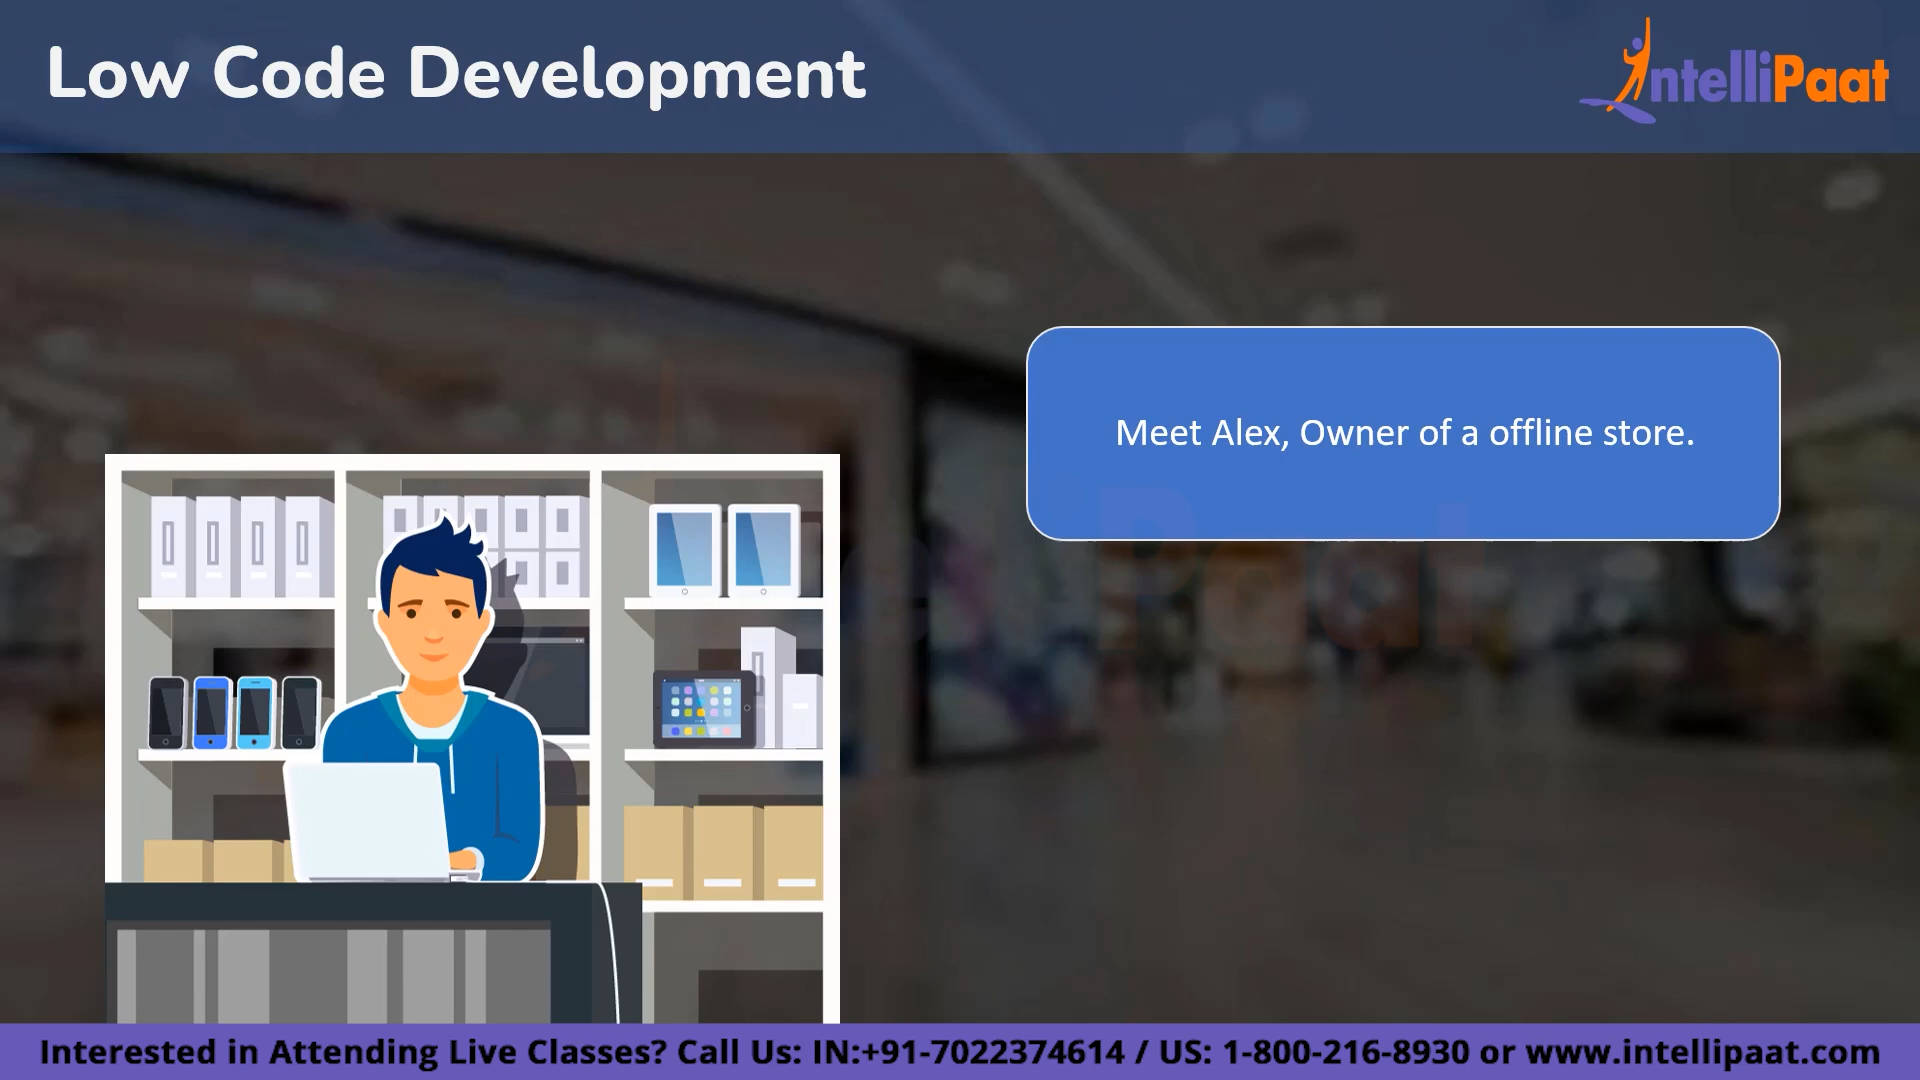 Low Code Development
IntelliPaat
Meet Alex, Owner of a offline store.
Interested in Attending Live Classes? Call Us: IN:+91-7022374614 / US: 1-800-216-8930 or www.intellipaat.com